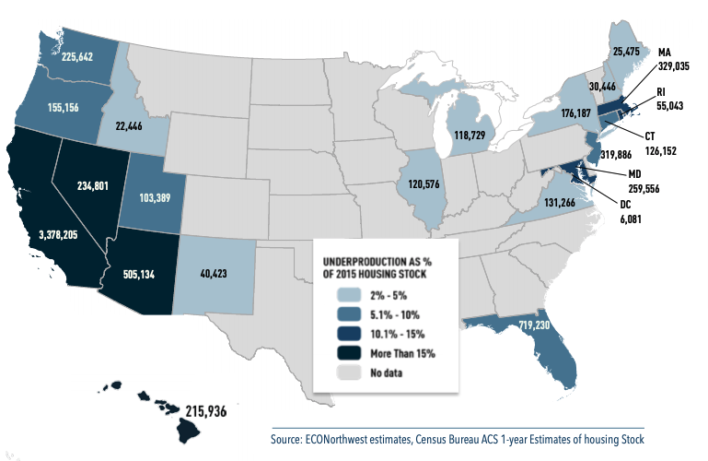 225,642
25,475
MA
329,035
30,446
RI
55,043
155,156
176,187
22,446
118,729
CT
126,152
319,886
MD
259,556
120,576
234,801
103,389
131,266
DC
6,081
3,378,205
505,134
40,423
UNDERPRODUCTION AS %
OF 2015 HOUSING STOCK
2% - 5%
5.1% - 10%
10.1% - 15%
More Than 15%
No data
719,230
215,936
Source: ECONorthwest estimates, Census Bureau ACS 1-year Estimates of housing Stock